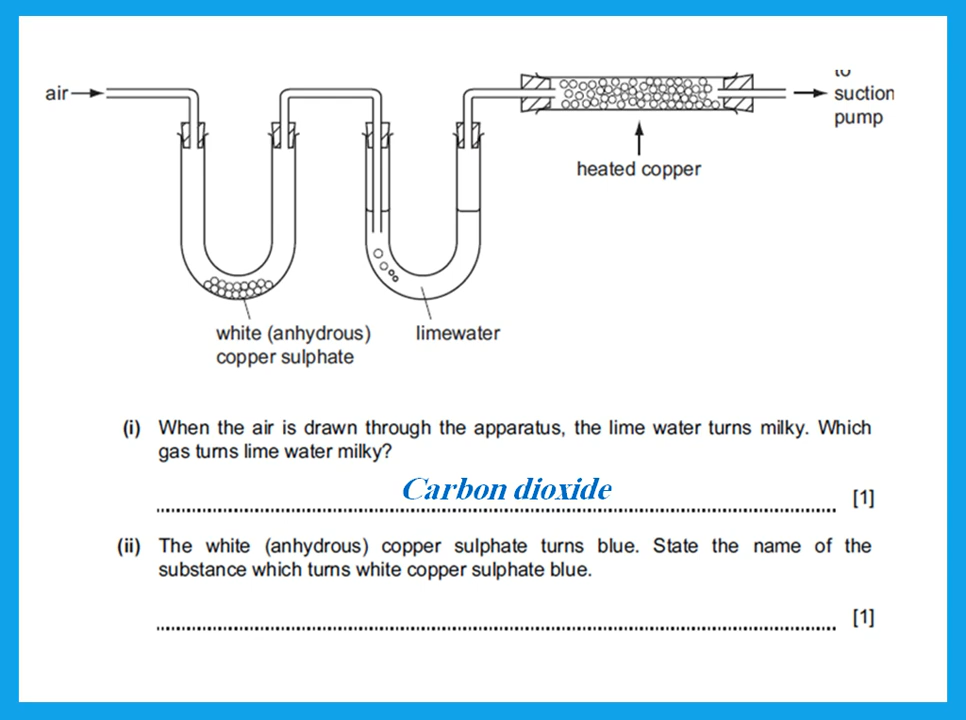 air
to
suction
pump
heated copper
white (anhydrous)
copper sulphate
limewater
(i) When the air is drawn through the apparatus, the lime water turns milky. Which
gas turns lime water milky?
Carbon dioxide
[1]
(ii) The white (anhydrous) copper sulphate turns blue. State the name of the
substance which turns white copper sulphate blue.
[1]